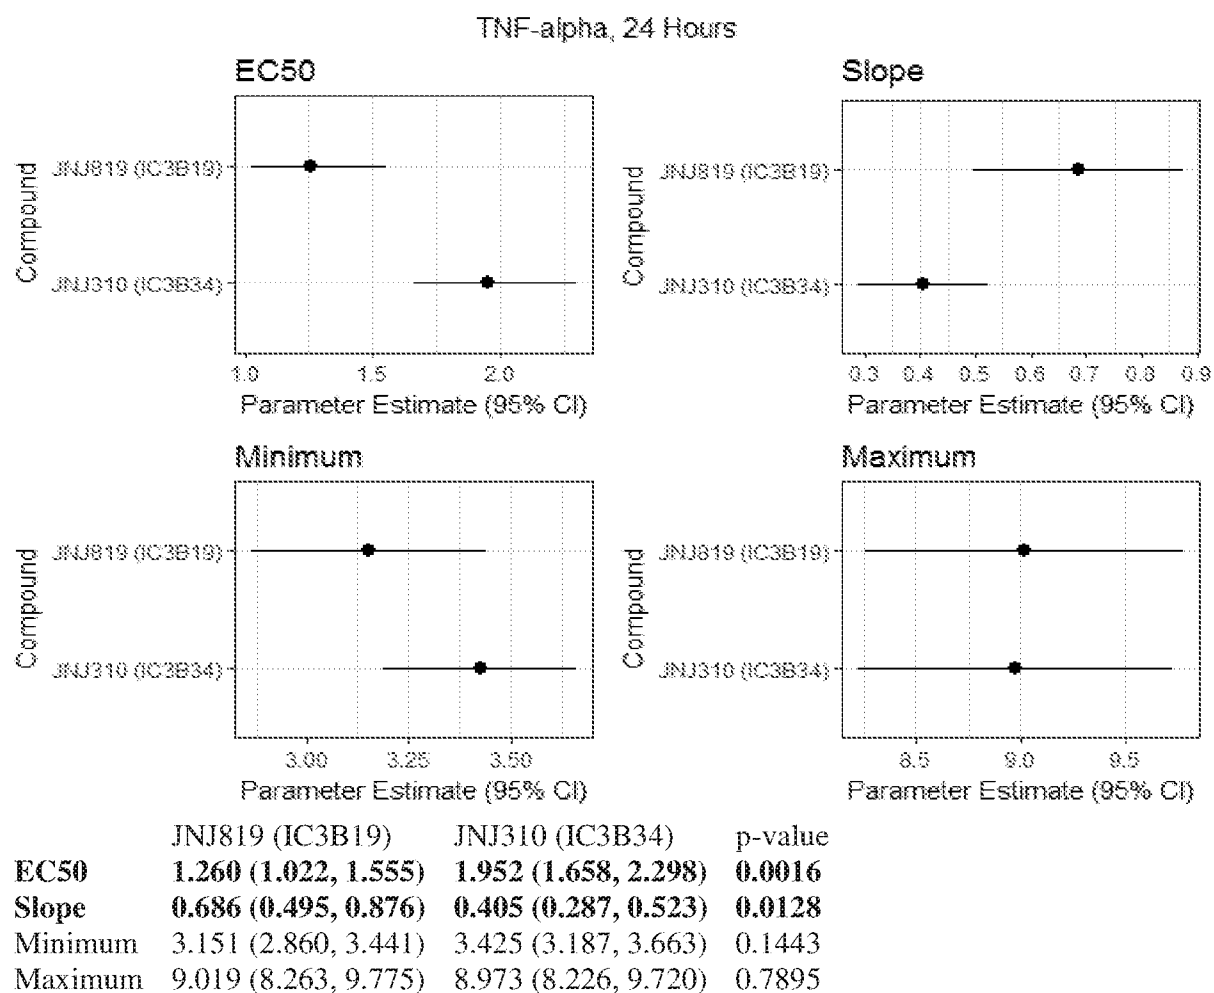 TNF-alpha, 24 Hours
EC50
Compound
JNJ819 (IC3B19)
JNJ310 (IC3B34)
1.0 1.5 2.0
Parameter Estimate (95% CI)
Slope
Compound
JNJ819 (IC3B19)
JNJ310 (IC3B34)
0.3 0.4 0.5 0.6 0.7 0.8 0.9
Parameter Estimate (95% CI)
Minimum
Compound
JNJ819 (IC3B19)
JNJ310 (IC3B34)
3.00 3.25 3.50
Parameter Estimate (95% CI)
Maximum
Compound
JNJ819 (IC3B19)
JNJ310 (IC3B34)
8.5 9.0 9.5
Parameter Estimate (95% CI)
JNJ819 (IC3B19) JNJ310 (IC3B34) p-value
EC50 1.260 (1.022, 1.555) 1.952 (1.658, 2.298) 0.0016
Slope 0.686 (0.495, 0.876) 0.405 (0.287, 0.523) 0.0128
Minimum 3.151 (2.860, 3.441) 3.425 (3.187, 3.663) 0.1443
Maximum 9.019 (8.263, 9.775) 8.973 (8.226, 9.720) 0.7895